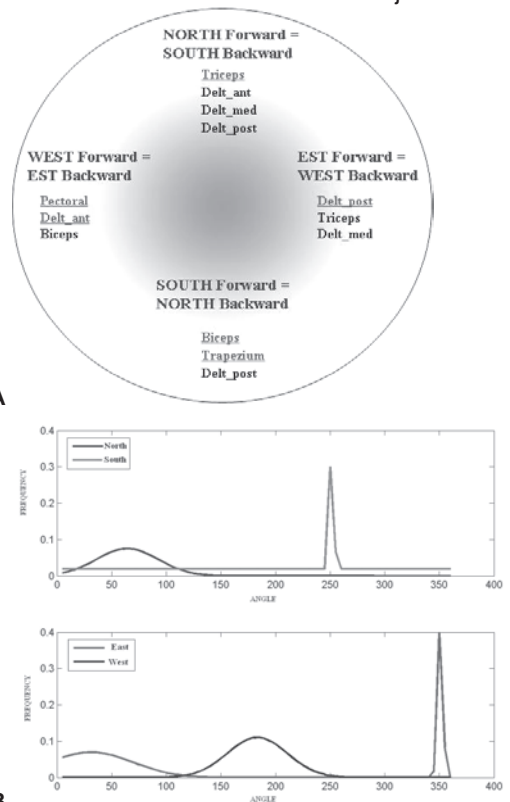 NORTH Forward =
SOUTH Backward
Triceps
Delt_ant
Delt_med
Delt_post
WEST Forward =
EST Backward
Pectoral
Delt_ant
Biceps
EST Forward =
WEST Backward
Delt_post
Triceps
Delt_med
SOUTH Forward =
NORTH Backward
Biceps
Trapezium
Delt_post
A
0.4
0.3
0.2
0.1
0
FREQUENCY
North
South
0 50 100 150 200 250 300 350 400
ANGLE
0.4
0.3
0.2
0.1
0
FREQUENCY
East
West
0 50 100 150 200 250 300 350 400
ANGLE
B